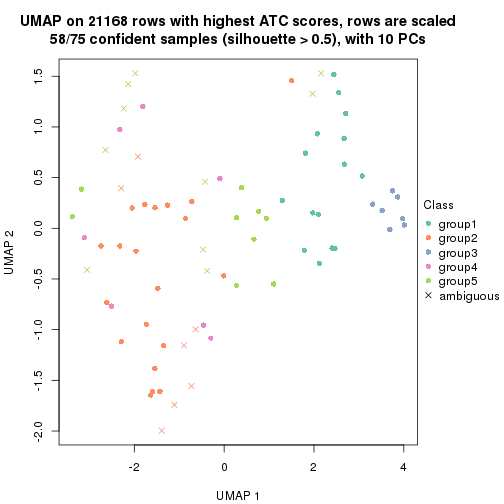 UMAP on 21168 rows with highest ATC scores, rows are scaled
58/75 confident samples (silhouette > 0.5), with 10 PCs
1.5
1.0
0.5
0.0
-0.5
-1.0
-1.5
-2.0
UMAP 2
-2
0
2
4
UMAP 1
Class
group1
group2
group3
group4
group5
ambiguous